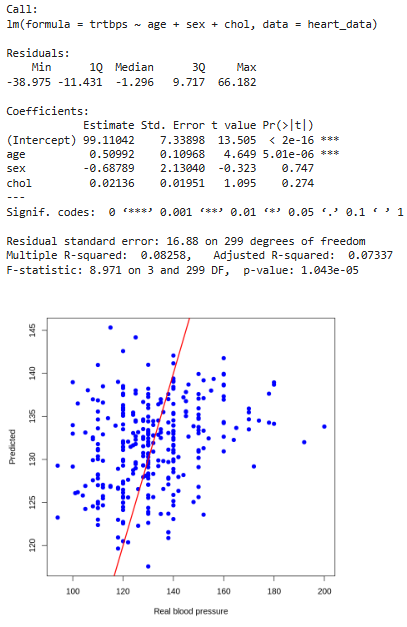 Call:
lm(formula = trtbps ~ age + sex + chol, data = heart_data)
Residuals:
Min 1Q Median 3Q Max
-38.975 -11.431 -1.296 9.717 66.182
Coefficients:
Estimate Std. Error t value Pr(>|t|)
(Intercept) 99.11042 7.33898 13.505 < 2e-16 ***
age 0.50992 0.10968 4.649 5.01e-06 ***
sex -0.68789 2.13040 -0.323 0.747
chol 0.02136 0.01951 1.095 0.274
---
Signif. codes: 0 ‘***’ 0.001 ‘**’ 0.01 ‘*’ 0.05 ‘.’ 0.1 ‘ ’ 1
Residual standard error: 16.88 on 299 degrees of freedom
Multiple R-squared: 0.08258, Adjusted R-squared: 0.07337
F-statistic: 8.971 on 3 and 299 DF, p-value: 1.043e-05
145
140
135
130
125
120
Predicted
100 120 140 160 180 200
Real blood pressure